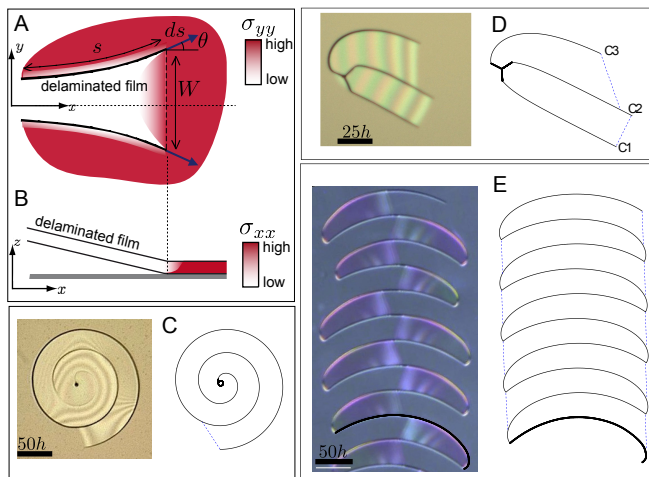 A
y
s
ds
θ
σyy
high
low
delaminated film
W
x
B
delaminated film
z
x
σxx
high
low
C
50h
D
25h
C3
C2
C1
E
50h